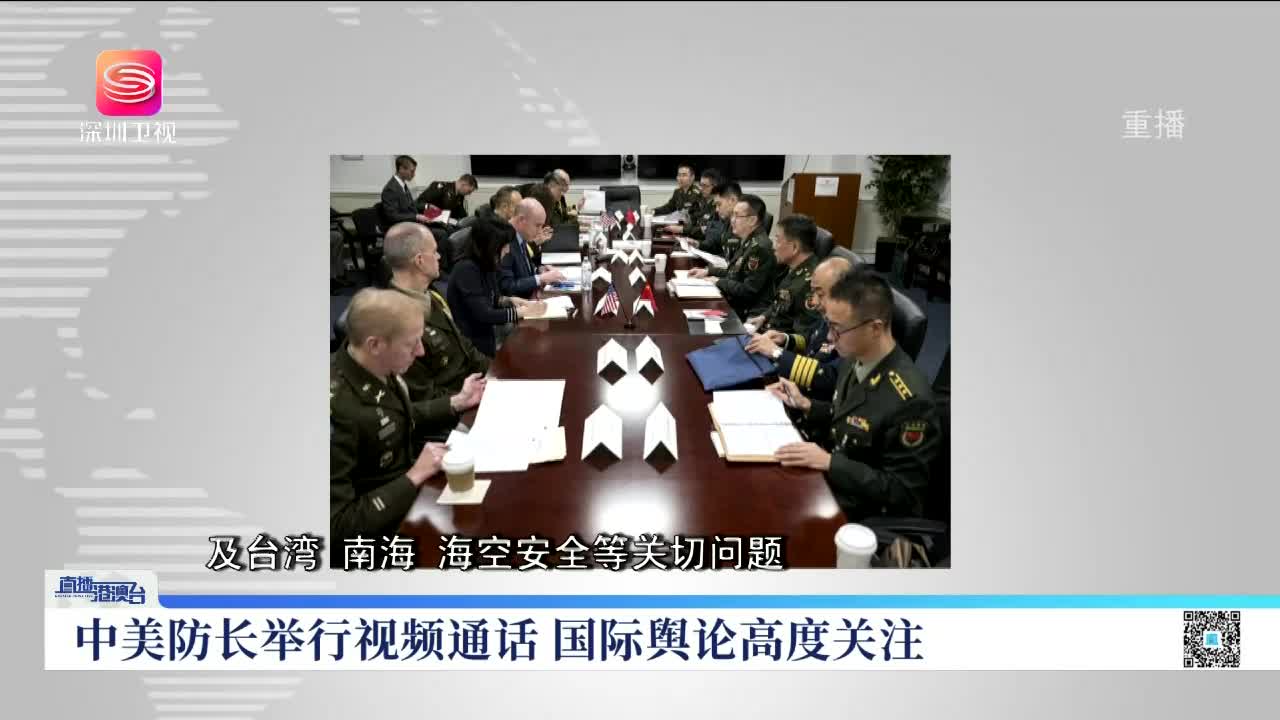 深圳卫视
重播
及台湾 南海 海空安全等关切问题
直播港澳台
中美防长举行视频通话 国际舆论高度关注